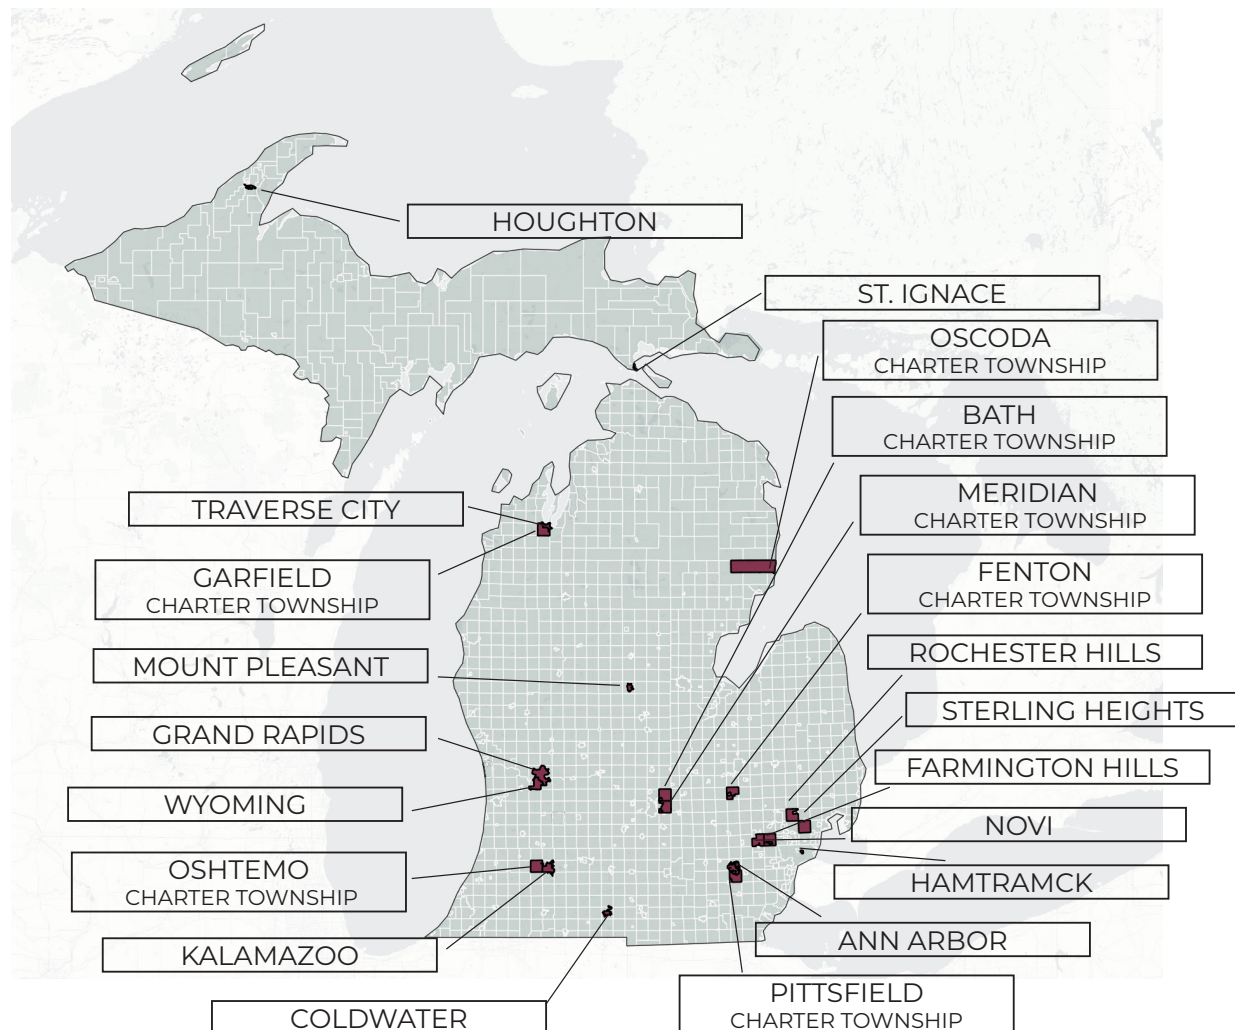 HOUGHTON
ST. IGNACE
OSCODA
CHARTER TOWNSHIP
BATH
CHARTER TOWNSHIP
MERIDIAN
CHARTER TOWNSHIP
TRAVERSE CITY
FENTON
CHARTER TOWNSHIP
GARFIELD
CHARTER TOWNSHIP
ROCHESTER HILLS
MOUNT PLEASANT
STERLING HEIGHTS
GRAND RAPIDS
FARMINGTON HILLS
WYOMING
NOVI
OSHTEMO
CHARTER TOWNSHIP
HAMTRAMCK
ANN ARBOR
KALAMAZOO
PITTSFIELD
CHARTER TOWNSHIP
COLDWATER